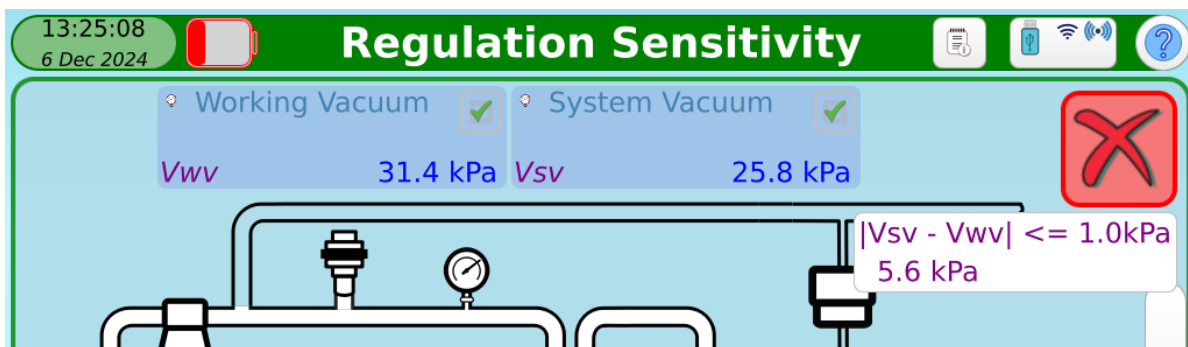 13:25:08
6 Dec 2024
Regulation Sensitivity
?
Working Vacuum
System Vacuum
Vwv 31.4 kPa
Vsv 25.8 kPa
|Vsv - Vwv| <= 1.0kPa
5.6 kPa